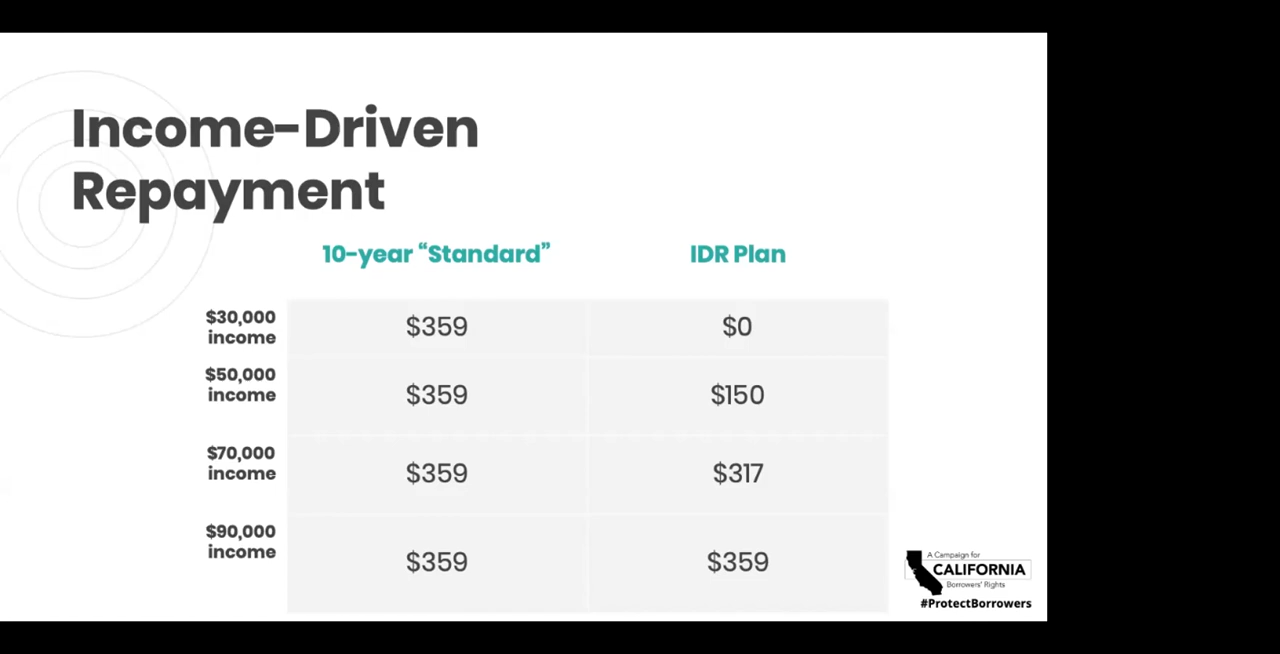 Income-Driven
Repayment
10-year “Standard” IDR Plan
$30,000
income
$359 $0
$50,000
income
$359 $150
$70,000
income
$359 $317
$90,000
income
$359 $359
A Campaign for
CALIFORNIA
Borrowers' Rights
#ProtectBorrowers